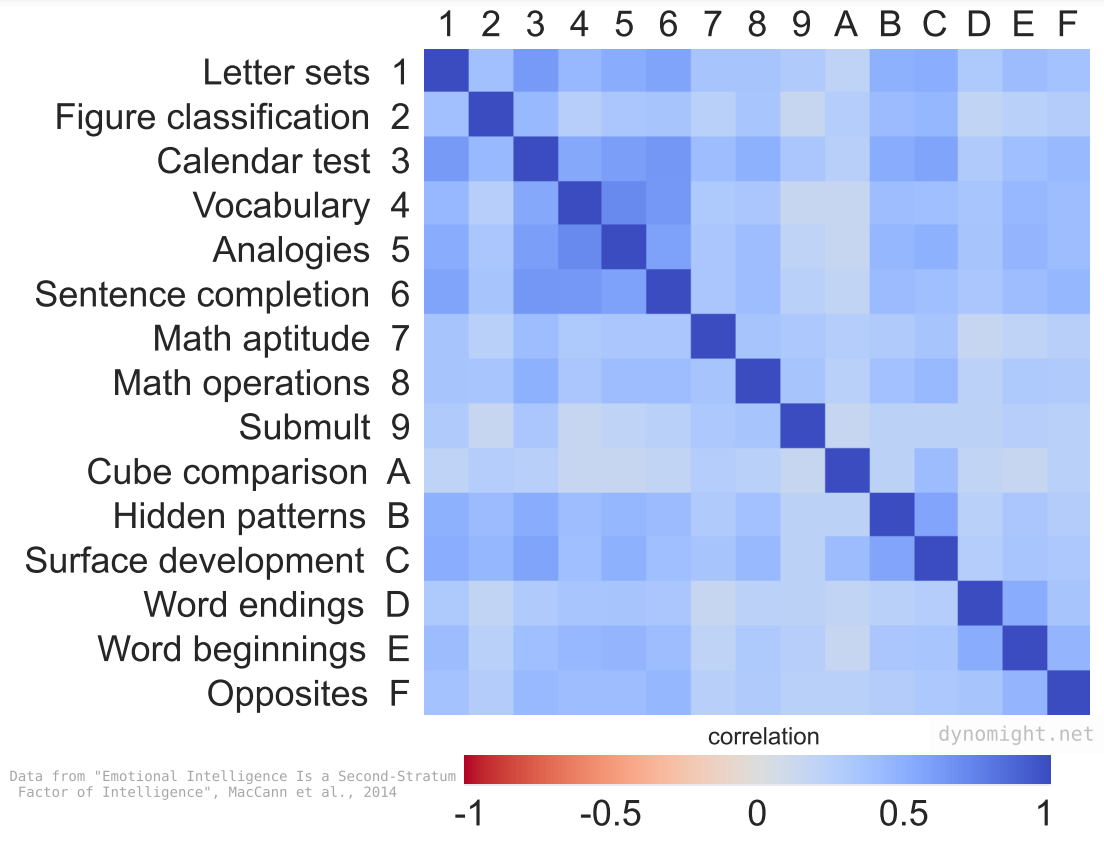 1 2 3 4 5 6 7 8 9 A B C D E F
Letter sets 1
Figure classification 2
Calendar test 3
Vocabulary 4
Analogies 5
Sentence completion 6
Math aptitude 7
Math operations 8
Submult 9
Cube comparison A
Hidden patterns B
Surface development C
Word endings D
Word beginnings E
Opposites F
correlation
dynomight.net
Data from "Emotional Intelligence Is a Second-Stratum
Factor of Intelligence", MacCann et al., 2014
-1 -0.5 0 0.5 1